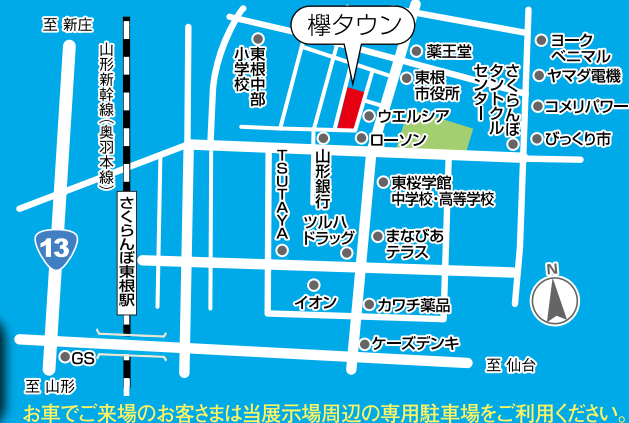 至 新庄
山形新幹線（奥羽本線）
東根中部
小学校
欅タウン
薬王堂
東根
市役所
ウエルシア
ローソン
さくらんぼ
タントクル
センター
ヨーク
ベニマル
ヤマダ電機
コメリパワー
びっくり市
TSUTAYA
山形銀行
東桜学館
中学校・高等学校
ツルハ
ドラッグ
まなびあ
テラス
さくらんぼ東根駅
13
イオン
カワチ薬品
N
ケーズデンキ
GS
至 仙台
至 山形
お車でご来場のお客さまは当展示場周辺の専用駐車場をご利用ください。